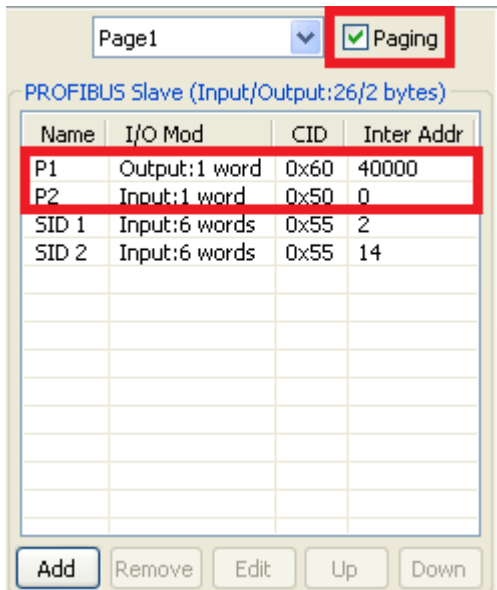 Page1 Paging
PROFIBUS Slave (Input/Output:26/2 bytes)
Name I/O Mod CID Inter Addr
P1 Output:1 word 0x60 40000
P2 Input:1 word 0x50 0
SID 1 Input:6 words 0x55 2
SID 2 Input:6 words 0x55 14
Add Remove Edit Up Down